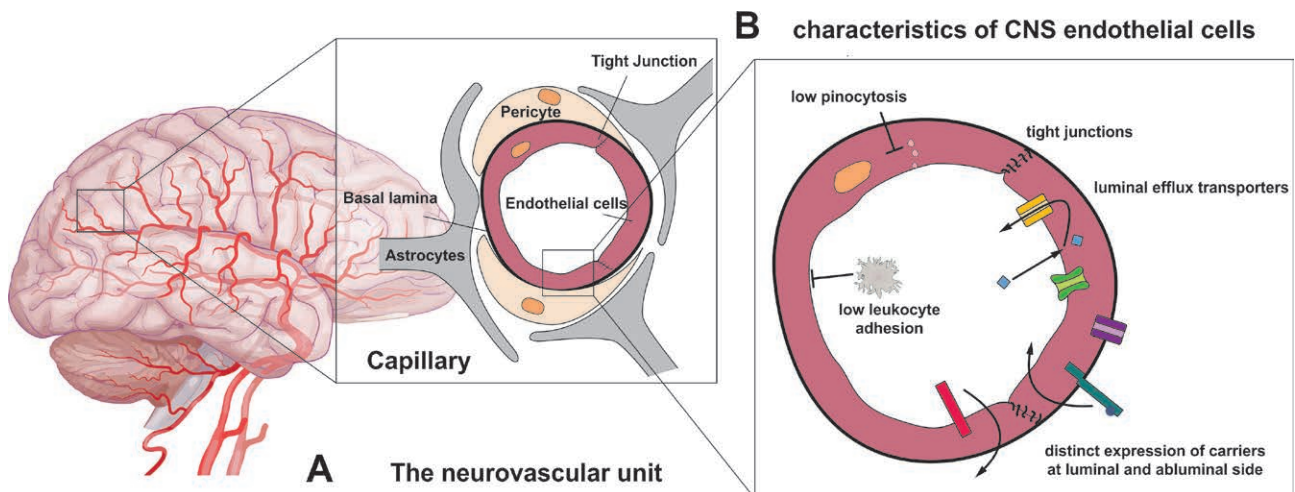 B characteristics of CNS endothelial cells
Tight Junction
Pericyte
Basal lamina
Endothelial cells
Astrocytes
Capillary
A The neurovascular unit
low pinocytosis
tight junctions
luminal efflux transporters
low leukocyte
adhesion
distinct expression of carriers
at luminal and abluminal side